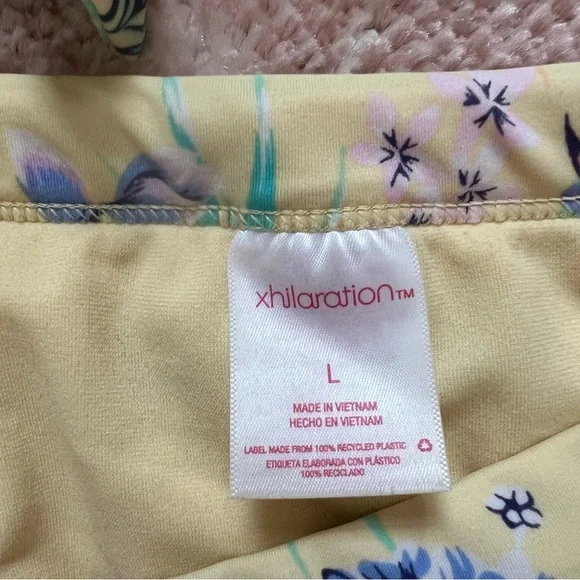 xhilaration™
L
MADE IN VIETNAM
HECHO EN VIETNAM
LABEL MADE FROM 100% RECYCLED PLASTIC
ETIQUETA ELABORADA CON PLÁSTICO
100% RECICLADO